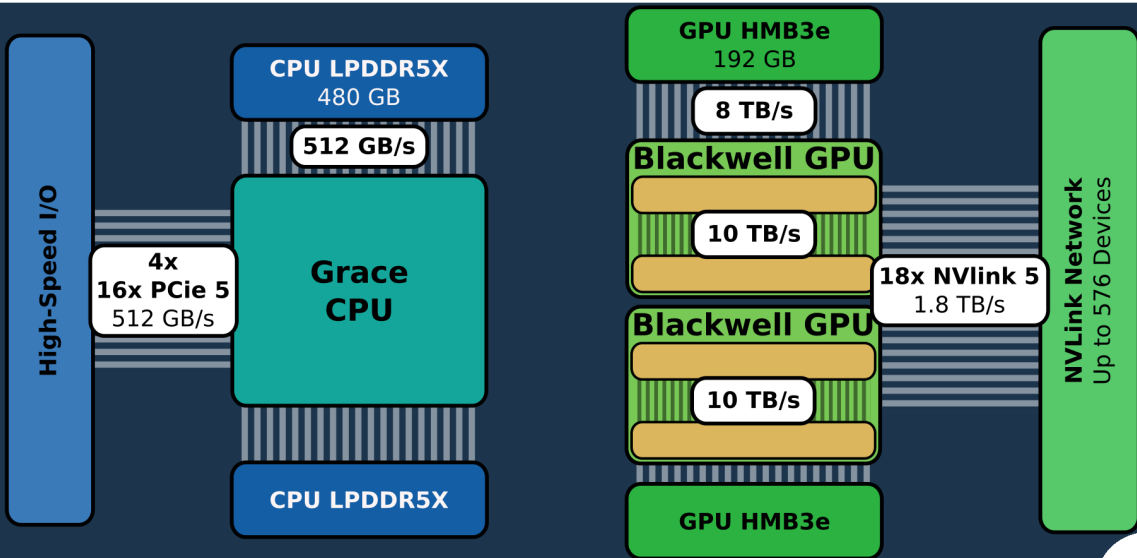 High-Speed I/O
4x
16x PCIe 5
512 GB/s
CPU LPDDR5X
480 GB
512 GB/s
Grace
CPU
CPU LPDDR5X
GPU HMB3e
192 GB
8 TB/s
Blackwell GPU
10 TB/s
Blackwell GPU
10 TB/s
GPU HMB3e
18x NVlink 5
1.8 TB/s
NVLink Network
Up to 576 Devices